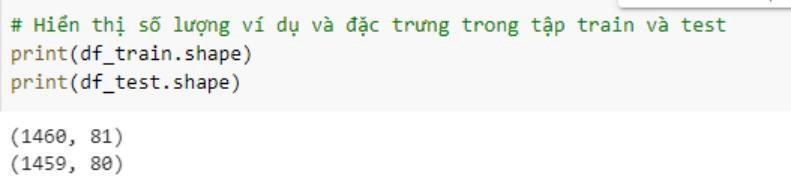 # Hiển thị số lượng ví dụ và đặc trưng trong tập train và test
print(df_train.shape)
print(df_test.shape)
(1460, 81)
(1459, 80)